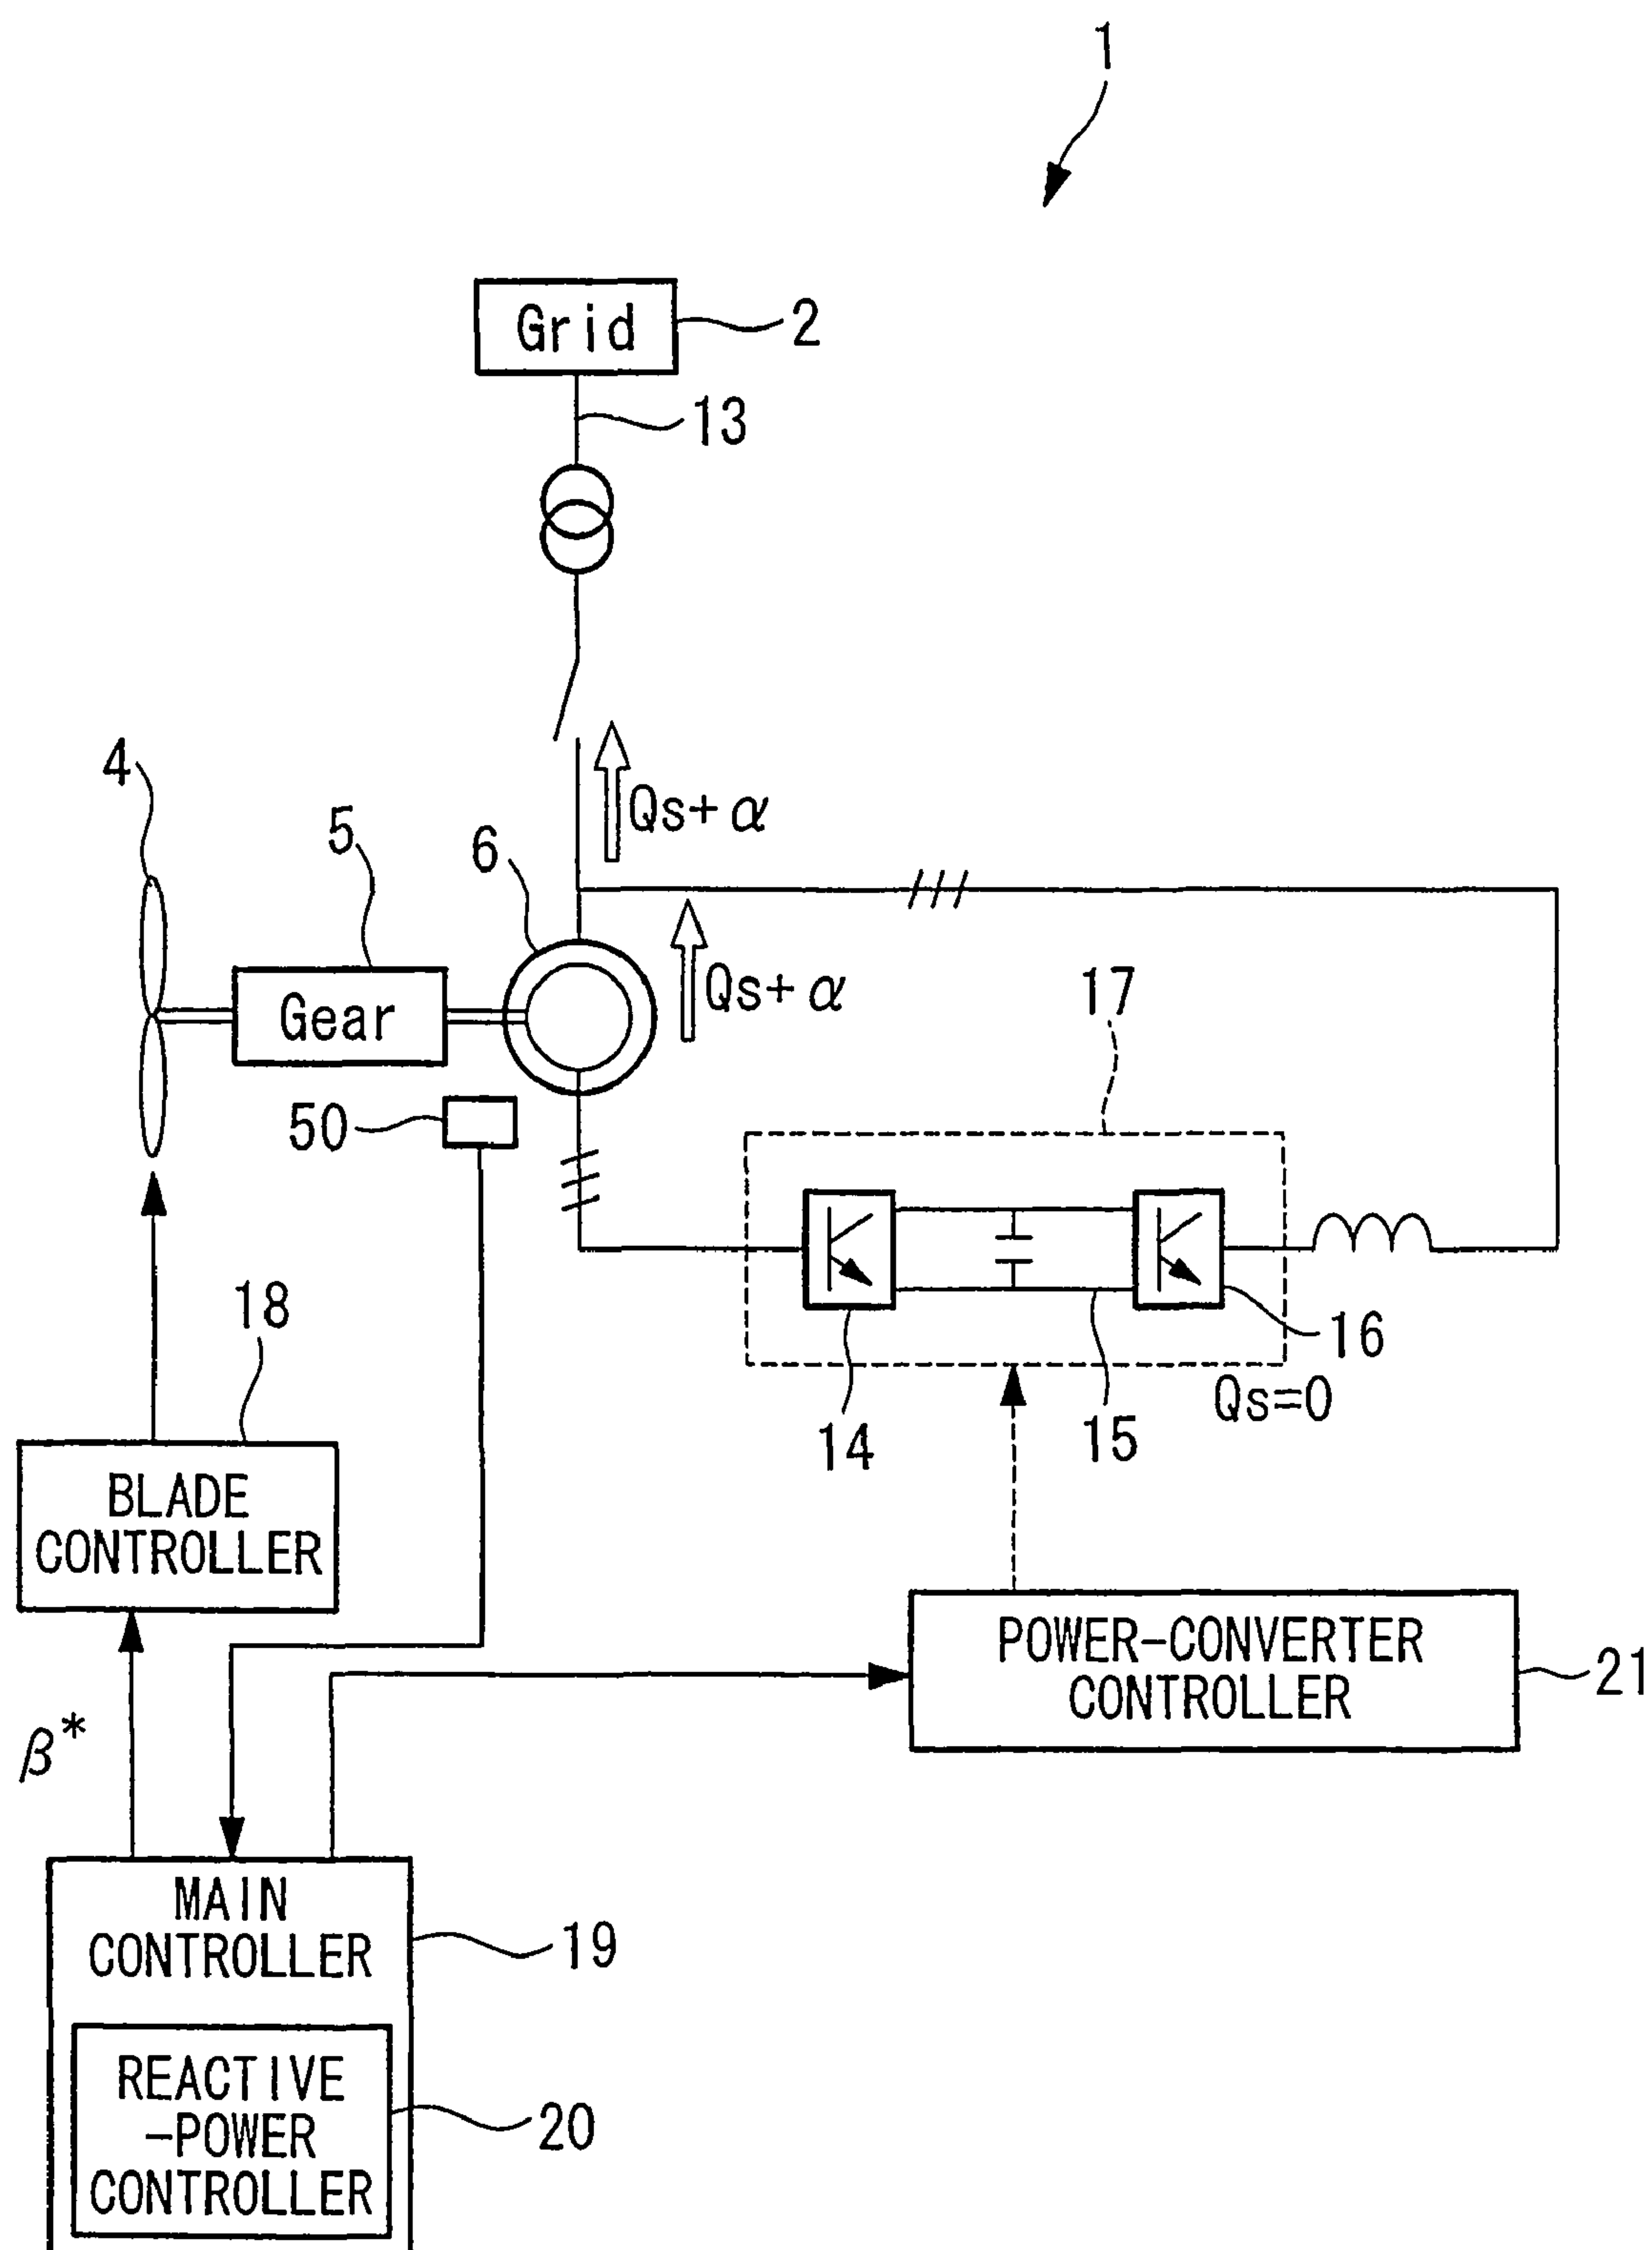 1
Grid
2
13
4
5
6
Qs+α
Qs+α
Gear
17
50
18
14
15
16
Qs=0
BLADE
CONTROLLER
POWER-CONVERTER
CONTROLLER
21
β*
MAIN
CONTROLLER
19
REACTIVE
-POWER
CONTROLLER
20